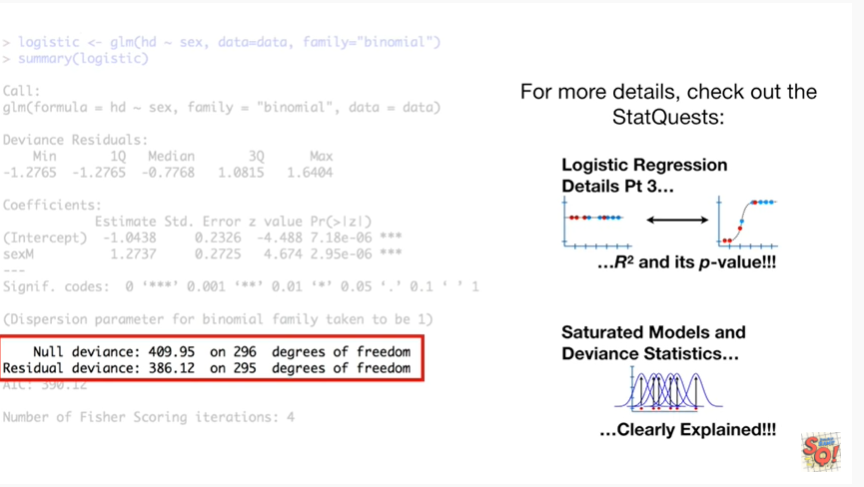 > logistic <- glm(hd ~ sex, data=data, family="binomial")
> summary(logistic)
Call:
glm(formula = hd ~ sex, family = "binomial", data = data)
Deviance Residuals:
Min 1Q Median 3Q Max
-1.2765 -1.2765 -0.7768 1.0815 1.6404
Coefficients:
Estimate Std. Error z value Pr(>|z|)
(Intercept) -1.0438 0.2326 -4.488 7.18e-06 ***
sexM 1.2737 0.2725 4.674 2.95e-06 ***
---
Signif. codes: 0 '***' 0.001 '**' 0.01 '*' 0.05 '.' 0.1 ' ' 1
(Dispersion parameter for binomial family taken to be 1)
Null deviance: 409.95 on 296 degrees of freedom
Residual deviance: 386.12 on 295 degrees of freedom
AIC: 390.12
Number of Fisher Scoring iterations: 4
For more details, check out the
StatQuests:
Logistic Regression
Details Pt 3...
...R² and its p-value!!!
Saturated Models and
Deviance Statistics...
...Clearly Explained!!!
SQ!